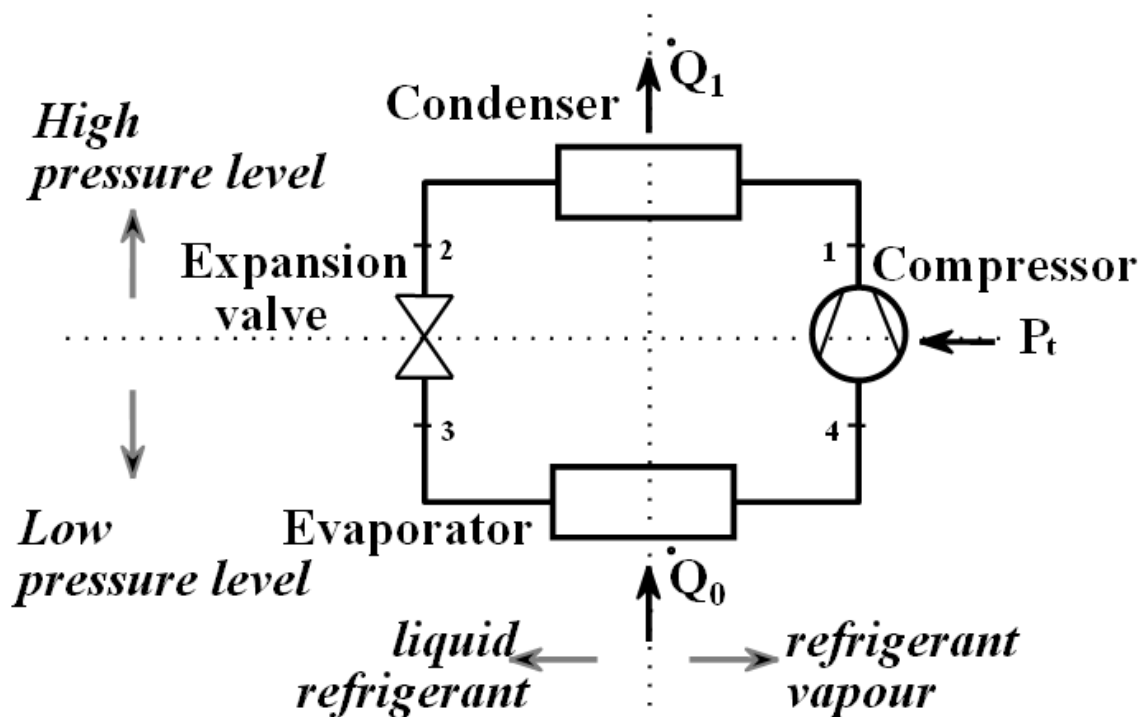 Q̇1
Condenser
High
pressure level
2
1
Expansion
valve
Compressor
Pt
3
4
Low
pressure level
Evaporator
Q̇0
liquid
refrigerant
refrigerant
vapour